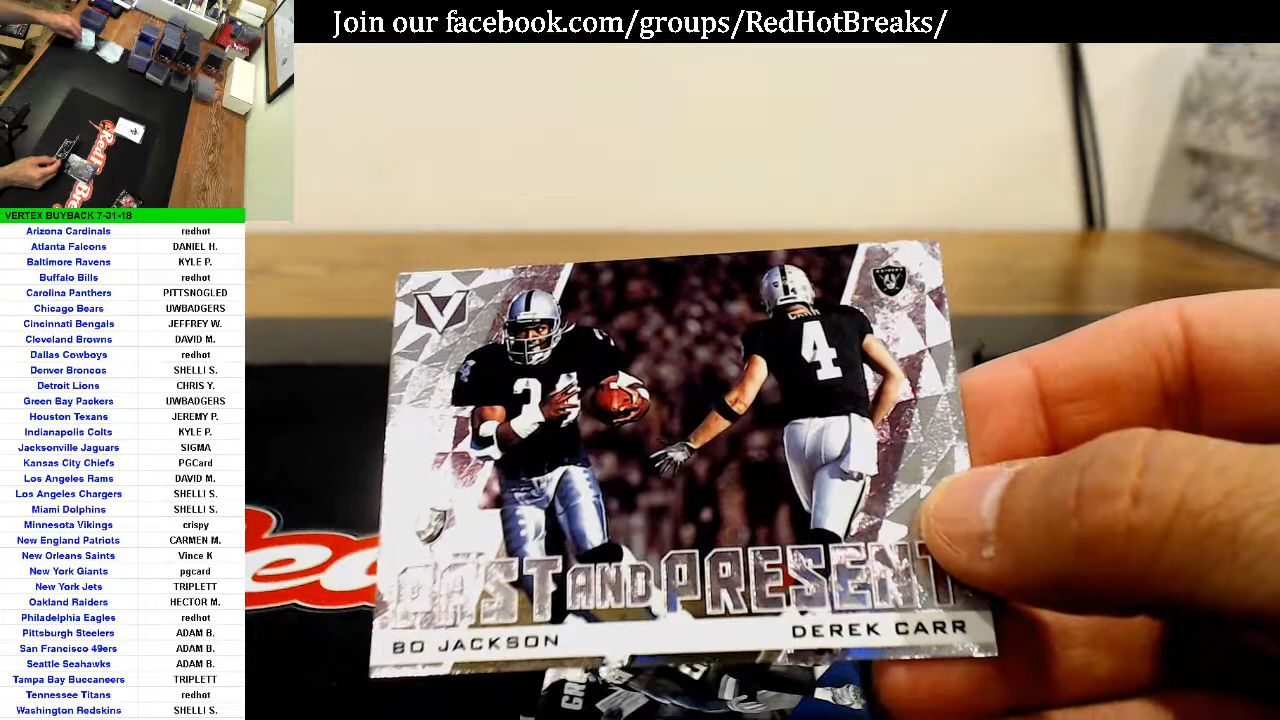 Join our facebook.com/groups/RedHotBreaks/
VERTEX BUYBACK 7-31-18
Arizona Cardinals redhot
Atlanta Falcons DANIEL H.
Baltimore Ravens KYLE P.
Buffalo Bills redhot
Carolina Panthers PITTSNOGLED
Chicago Bears UWBADGERS
Cincinnati Bengals JEFFREY W.
Cleveland Browns DAVID M.
Dallas Cowboys redhot
Denver Broncos SHELLI S.
Detroit Lions CHRIS Y.
Green Bay Packers UWBADGERS
Houston Texans JEREMY P.
Indianapolis Colts KYLE P.
Jacksonville Jaguars SIGMA
Kansas City Chiefs PGCard
Los Angeles Rams DAVID M.
Los Angeles Chargers SHELLI S.
Miami Dolphins SHELLI S.
Minnesota Vikings crispy
New England Patriots CARMEN M.
New Orleans Saints Vince K
New York Giants pgcard
New York Jets TRIPLETT
Oakland Raiders HECTOR M.
Philadelphia Eagles redhot
Pittsburgh Steelers ADAM B.
San Francisco 49ers ADAM B.
Seattle Seahawks ADAM B.
Tampa Bay Buccaneers TRIPLETT
Tennessee Titans redhot
Washington Redskins SHELLI S.
V
RAIDERS
CARR
4
34
PAST AND PRESENT
BO JACKSON
DEREK CARR